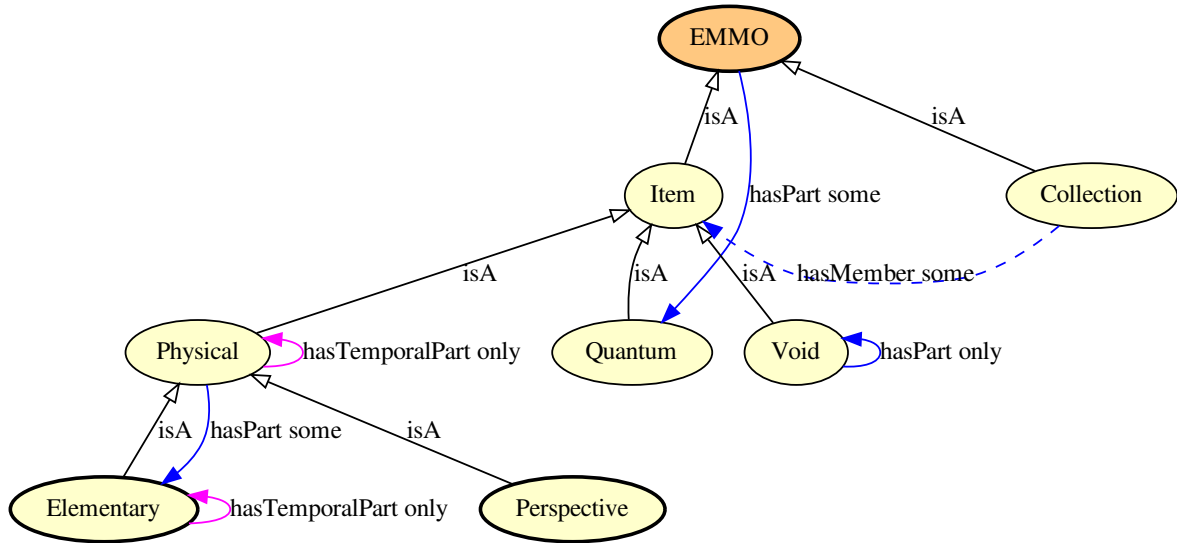 EMMO
isA
isA
Item
hasPart some
Collection
isA
isA
isA
hasMember some
Physical
hasTemporalPart only
Quantum
Void
hasPart only
isA
hasPart some
isA
Elementary
hasTemporalPart only
Perspective